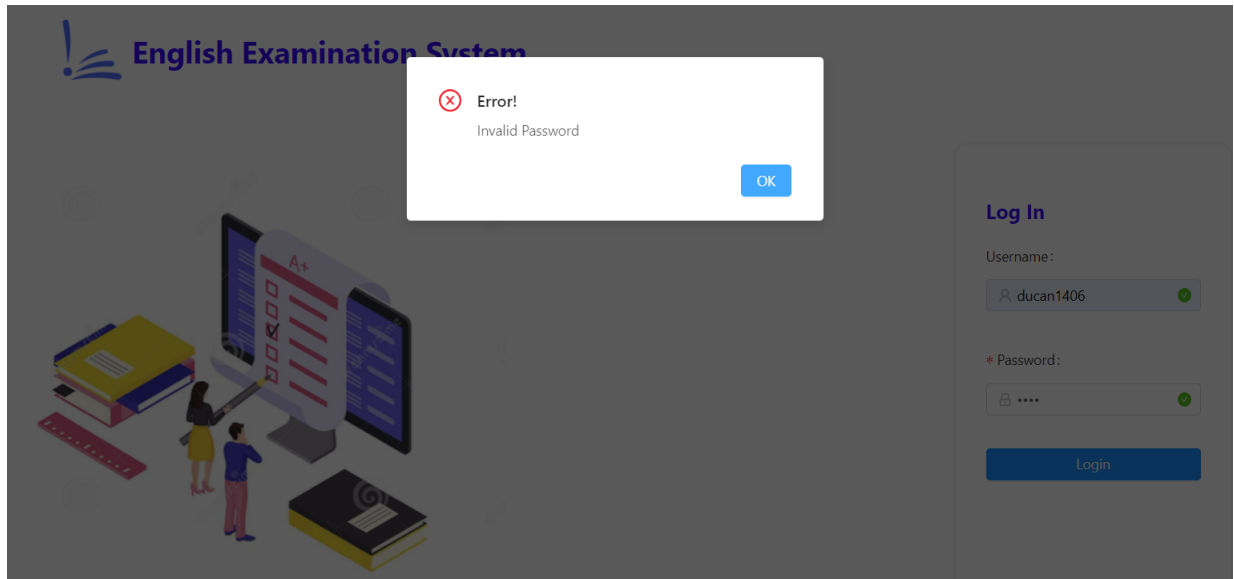 English Examination System
Error!
Invalid Password
OK
Log In
Username:
ducan1406
* Password:
••••
Login
A+